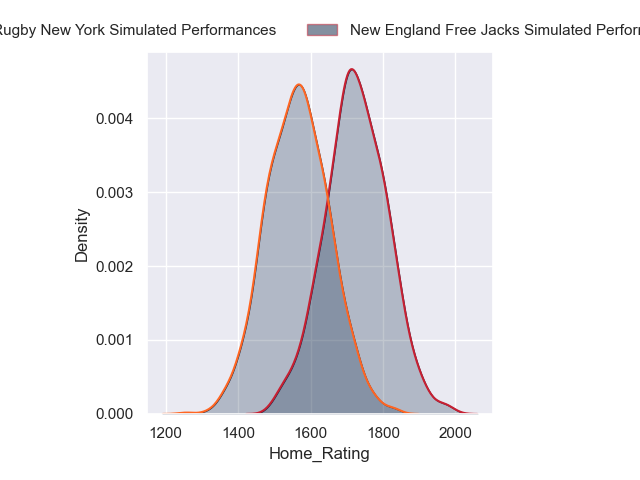 Rugby New York Simulated Performances New England Free Jacks Simulated
Density
0.004
0.003
0.002
0.001
0.000
1200 1400 1600 1800 2000
Home_Rating